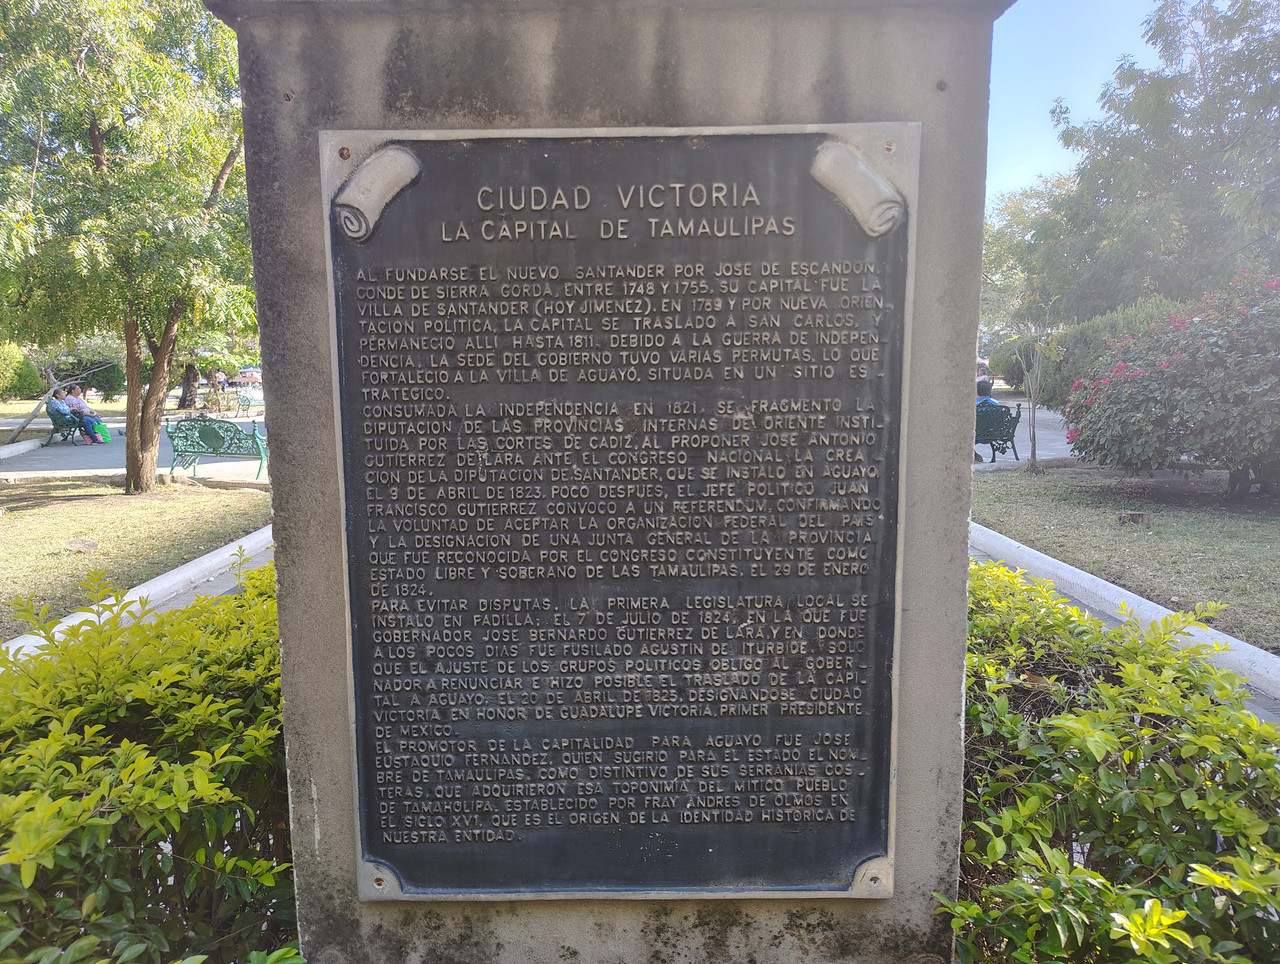 CIUDAD VICTORIA
LA CAPITAL DE TAMAULIPAS
AL FUNDARSE EL NUEVO SANTANDER POR JOSE DE ESCANDON,
CONDE DE SIERRA GORDA, ENTRE 1748 Y 1755, SU CAPITAL FUE LA
VILLA DE SANTANDER (HOY JIMENEZ). EN 1769 Y POR NUEVA ORIEN-
TACION POLITICA, LA CAPITAL SE TRASLADO A SAN CARLOS, Y
PERMANECIO ALLI HASTA 1811. DEBIDO A LA GUERRA DE INDEPEN-
DENCIA, LA SEDE DEL GOBIERNO TUVO VARIAS PERMUTAS, LO QUE
FORTALECIO A LA VILLA DE AGUAYO, SITUADA EN UN SITIO ES-
TRATEGICO.
CONSUMADA LA INDEPENDENCIA EN 1821, SE FRAGMENTO LA
DIPUTACION DE LAS PROVINCIAS INTERNAS DE ORIENTE INSTI-
TUIDA POR LAS CORTES DE CADIZ, AL PROPONER JOSE ANTONIO
GUTIERREZ DE LARA ANTE EL CONGRESO NACIONAL LA CREA-
CION DE LA DIPUTACION DE SANTANDER, QUE SE INSTALO EN AGUAYO,
EL 9 DE ABRIL DE 1823. POCO DESPUES, EL JEFE POLITICO JUAN
FRANCISCO GUTIERREZ CONVOCO A UN REFERENDUM, CONFIRMANDO
LA VOLUNTAD DE ACEPTAR LA ORGANIZACION FEDERAL DEL PAIS
Y LA DESIGNACION DE UNA JUNTA GENERAL DE LA PROVINCIA
QUE FUE RECONOCIDA POR EL CONGRESO CONSTITUYENTE COMO
ESTADO LIBRE Y SOBERANO DE LAS TAMAULIPAS, EL 29 DE ENERO
DE 1824.
PARA EVITAR DISPUTAS, LA PRIMERA LEGISLATURA LOCAL SE
INSTALO EN PADILLA; EL 7 DE JULIO DE 1824, EN LA QUE FUE
GOBERNADOR JOSE BERNARDO GUTIERREZ DE LARA, Y EN DONDE
A LOS POCOS DIAS FUE FUSILADO AGUSTIN DE ITURBIDE. SOLO
QUE EL AJUSTE DE LOS GRUPOS POLITICOS OBLIGO AL GOBER-
NADOR A RENUNCIAR E HIZO POSIBLE EL TRASLADO DE LA CAPI-
TAL A AGUAYO, EL 20 DE ABRIL DE 1825, DESIGNANDOSE CIUDAD
VICTORIA EN HONOR DE GUADALUPE VICTORIA, PRIMER PRESIDENTE
DE MEXICO.
EL PROMOTOR DE LA CAPITALIDAD PARA AGUAYO FUE JOSE
EUSTAQUIO FERNANDEZ, QUIEN SUGIRIO PARA EL ESTADO EL NOM-
BRE DE TAMAULIPAS, COMO DISTINTIVO DE SUS SERRANIAS COS-
TERAS, QUE ADQUIRIERON ESA TOPONIMIA DEL MITICO PUEBLO
DE TAMAHOLIPA, ESTABLECIDO POR FRAY ANDRES DE OLMOS EN
EL SIGLO XVI, QUE ES EL ORIGEN DE LA IDENTIDAD HISTORICA DE
NUESTRA ENTIDAD.